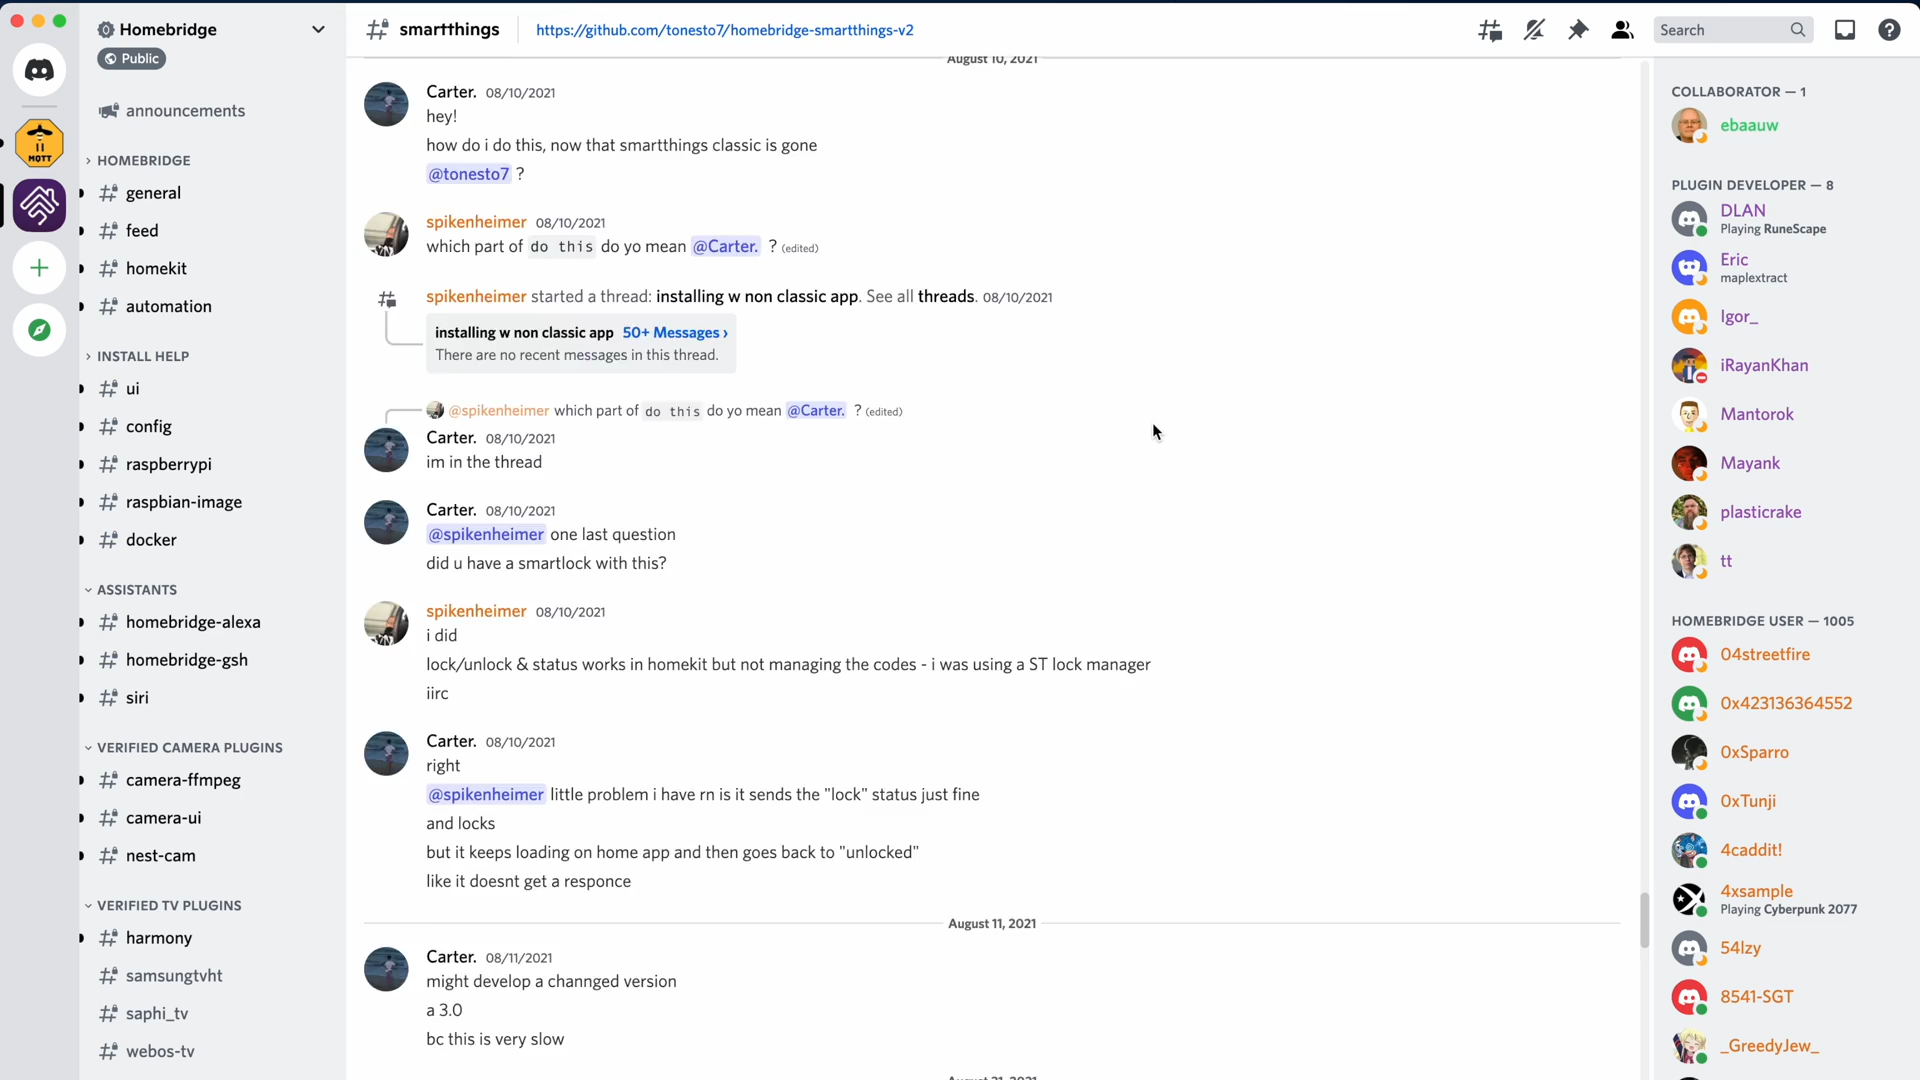 Homebridge
Public
announcements
HOMEBRIDGE
general
feed
homekit
automation
INSTALL HELP
ui
config
raspberrypi
raspbian-image
docker
ASSISTANTS
homebridge-alexa
homebridge-gsh
siri
VERIFIED CAMERA PLUGINS
camera-ffmpeg
camera-ui
nest-cam
VERIFIED TV PLUGINS
harmony
samsungtvht
saphi_tv
webos-tv
MQTT
smartthings
https://github.com/tonesto7/homebridge-smartthings-v2
Search
August 10, 2021
Carter. 08/10/2021
hey!
how do i do this, now that smartthings classic is gone
@tonesto7 ?
spikenheimer 08/10/2021
which part of do this do yo mean @Carter. ? (edited)
spikenheimer started a thread: installing w non classic app. See all threads. 08/10/2021
installing w non classic app 50+ Messages ›
There are no recent messages in this thread.
@spikenheimer which part of do this do yo mean @Carter. ? (edited)
Carter. 08/10/2021
im in the thread
Carter. 08/10/2021
@spikenheimer one last question
did u have a smartlock with this?
spikenheimer 08/10/2021
i did
lock/unlock & status works in homekit but not managing the codes - i was using a ST lock manager
iirc
Carter. 08/10/2021
right
@spikenheimer little problem i have rn is it sends the "lock" status just fine
and locks
but it keeps loading on home app and then goes back to "unlocked"
like it doesnt get a responce
August 11, 2021
Carter. 08/11/2021
might develop a channged version
a 3.0
bc this is very slow
COLLABORATOR — 1
ebaauw
PLUGIN DEVELOPER — 8
DLAN
Playing RuneScape
Eric
maplextract
Igor_
iRayanKhan
Mantorok
Mayank
plasticrake
tt
HOMEBRIDGE USER — 1005
04streetfire
0x423136364552
0xSparro
0xTunji
4caddit!
4xsample
Playing Cyberpunk 2077
54lzy
8541-SGT
_GreedyJew_